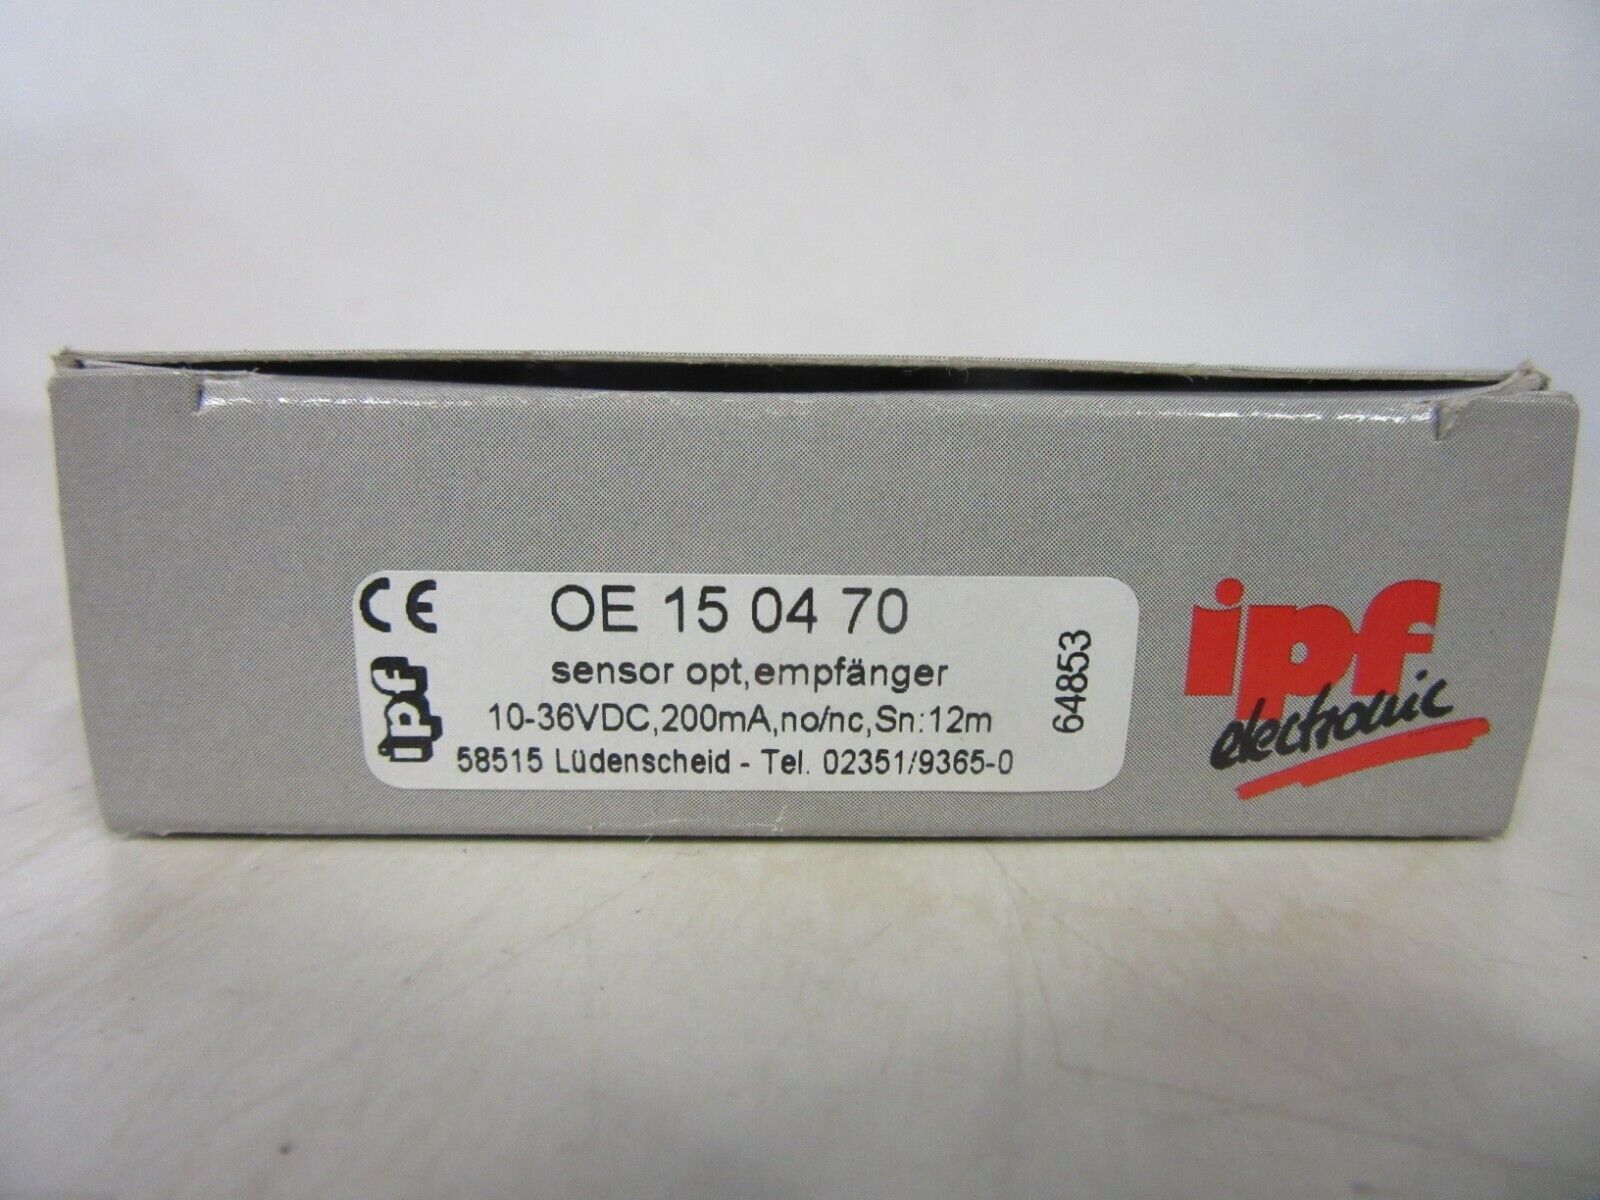 CE OE 15 04 70
sensor opt,empfänger
10-36VDC,200mA,no/nc,Sn:12m
58515 Lüdenscheid - Tel. 02351/9365-0
ipf
64853
ipf
electronic